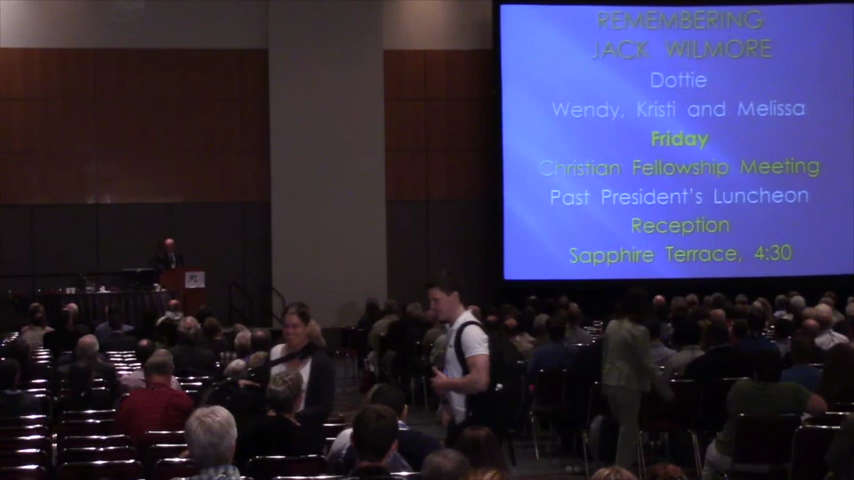 REMEMBERING
JACK WILMORE
Dottie
Wendy, Kristi and Melissa
Friday
Christian Fellowship Meeting
Past President's Luncheon
Reception
Sapphire Terrace, 4:30